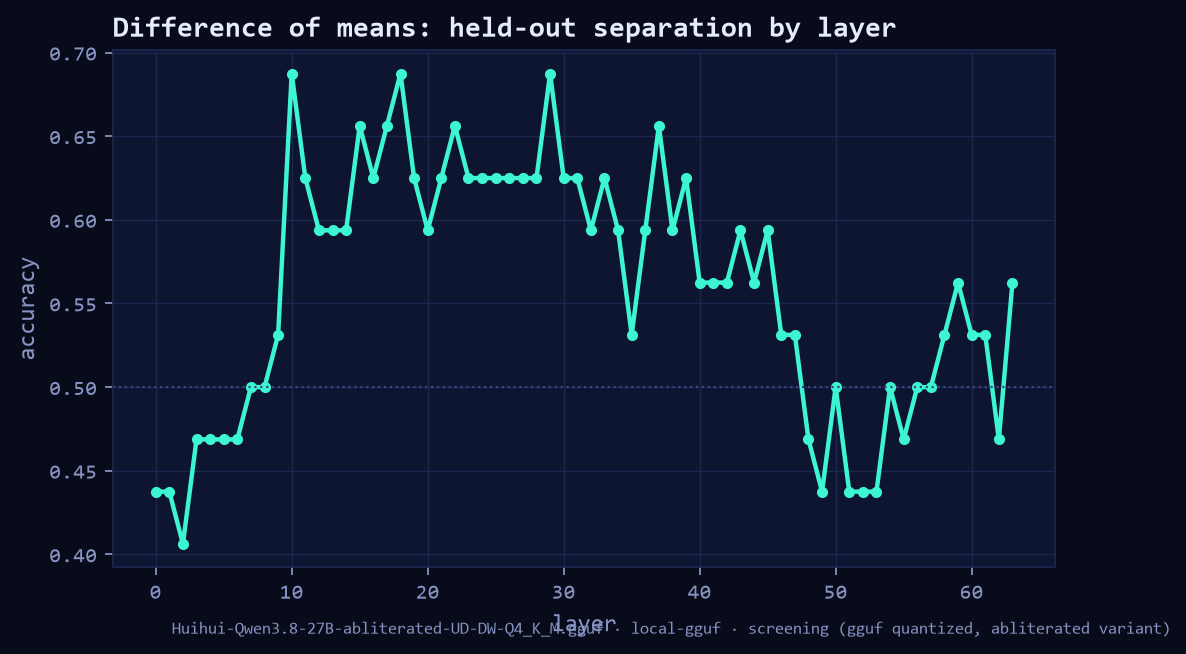 Difference of means: held-out separation by layer
0.70
0.65
0.60
0.55
0.50
0.45
0.40
accuracy
0 10 20 30 40 50 60
layer
Huihui-Qwen3.8-27B-abliterated-UD-DW-Q4_K_M.gguf · local-gguf · screening (gguf quantized, abliterated variant)